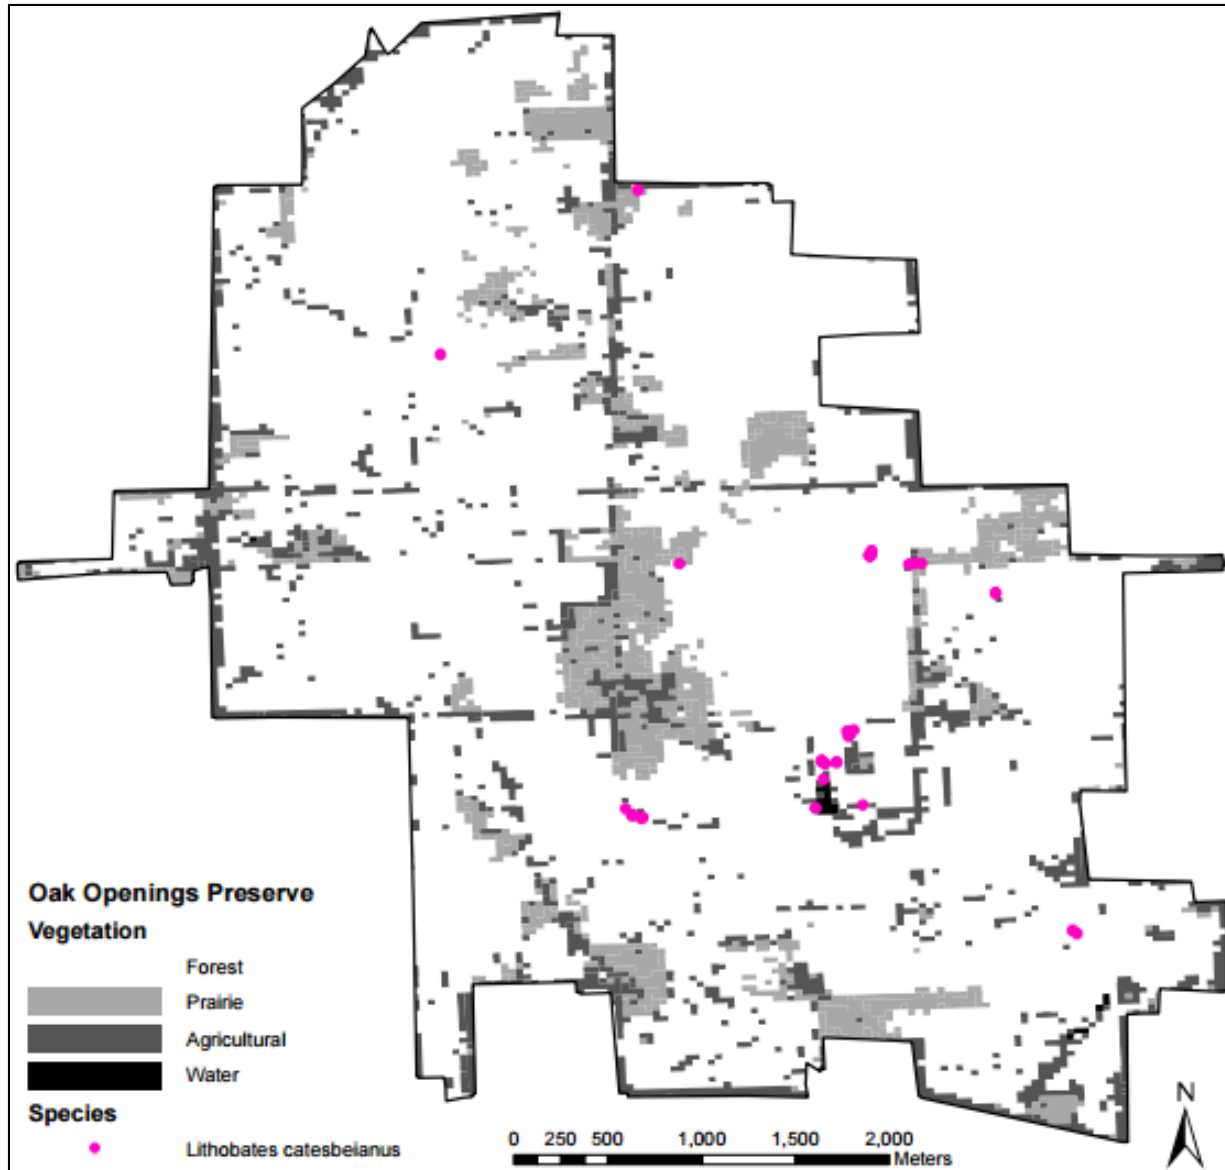 Oak Openings Preserve
Vegetation
Forest
Prairie
Agricultural
Water
Species
Lithobates catesbeianus
0 250 500 1,000 1,500 2,000
Meters
N